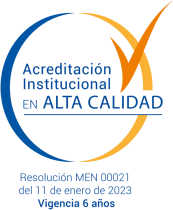 Acreditación
Institucional
EN ALTA CALIDAD
Resolución MEN 00021
del 11 de enero de 2023
Vigencia 6 años